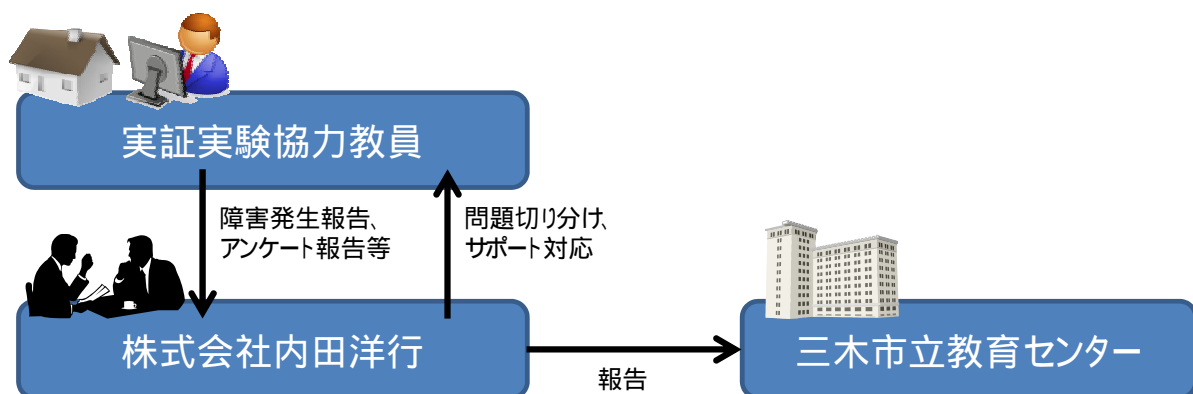 実証実験協力教員
障害発生報告、
アンケート報告等
問題切り分け、
サポート対応
株式会社内田洋行
報告
三木市立教育センター